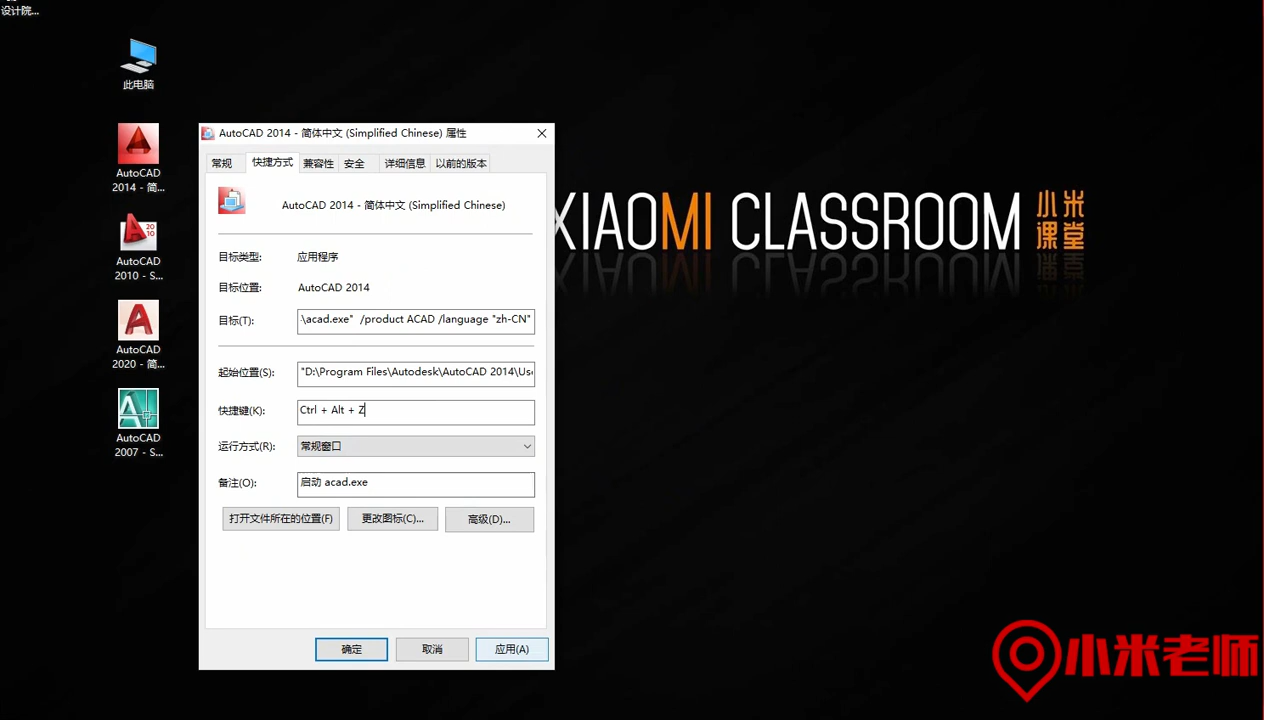 设计院...
此电脑
AutoCAD
2014 - 简...
AutoCAD
2010 - S...
AutoCAD
2020 - 简...
AutoCAD
2007 - S...
AutoCAD 2014 - 简体中文 (Simplified Chinese) 属性
常规 快捷方式 兼容性 安全 详细信息 以前的版本
AutoCAD 2014 - 简体中文 (Simplified Chinese)
目标类型: 应用程序
目标位置: AutoCAD 2014
目标(T): \acad.exe" /product ACAD /language "zh-CN"
起始位置(S): "D:\Program Files\Autodesk\AutoCAD 2014\Use
快捷键(K): Ctrl + Alt + Z
运行方式(R): 常规窗口
备注(O): 启动 acad.exe
打开文件所在的位置(F) 更改图标(C)... 高级(D)...
确定 取消 应用(A)
XIAOMI CLASSROOM 小米课堂
小米老师